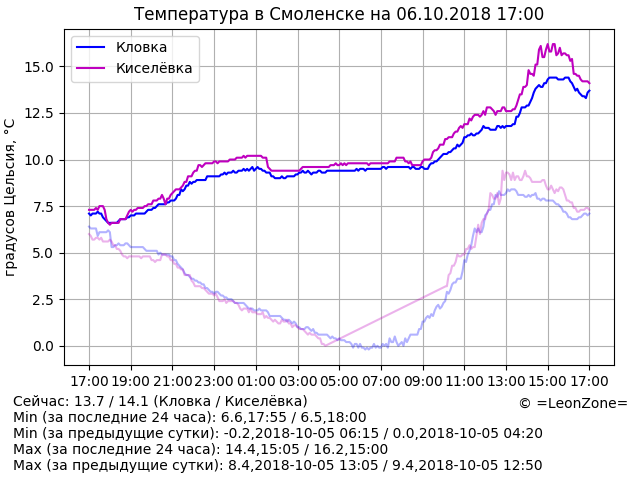 Температура в Смоленске на 06.10.2018 17:00
Кловка
Киселёвка
градусов Цельсия, °C
15.0
12.5
10.0
7.5
5.0
2.5
0.0
17:00 19:00 21:00 23:00 01:00 03:00 05:00 07:00 09:00 11:00 13:00 15:00 17:00
Сейчас: 13.7 / 14.1 (Кловка / Киселёвка)
© =LeonZone=
Min (за последние 24 часа): 6.6,17:55 / 6.5,18:00
Min (за предыдущие сутки): -0.2,2018-10-05 06:15 / 0.0,2018-10-05 04:20
Max (за последние 24 часа): 14.4,15:05 / 16.2,15:00
Max (за предыдущие сутки): 8.4,2018-10-05 13:05 / 9.4,2018-10-05 12:50